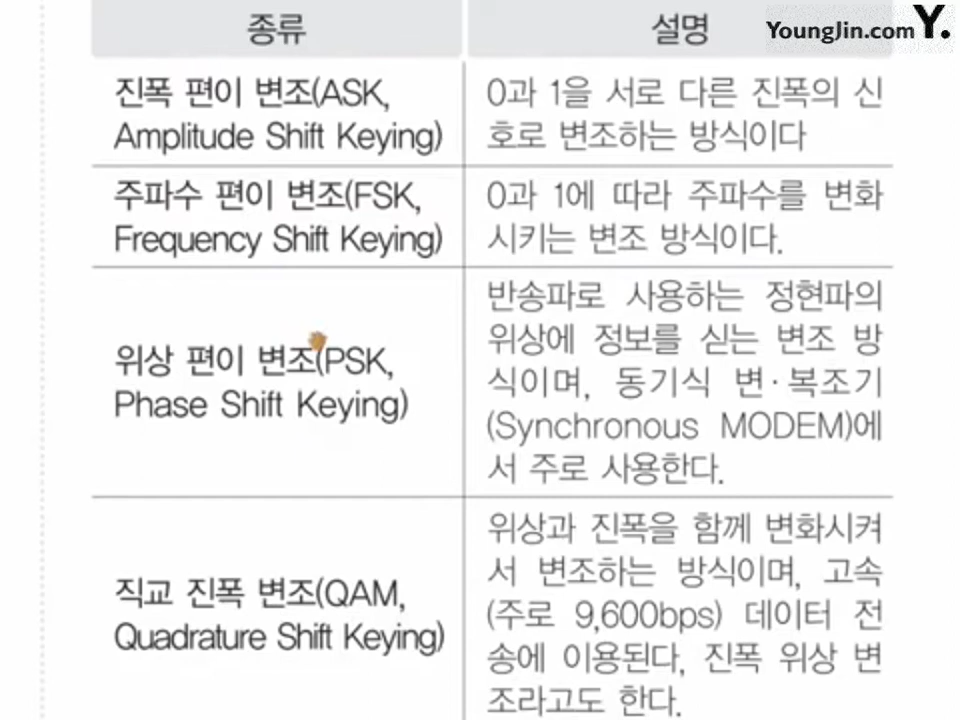 종류
설명
YoungJin.com Y.
진폭 편이 변조(ASK,
Amplitude Shift Keying)
0과 1을 서로 다른 진폭의 신
호로 변조하는 방식이다
주파수 편이 변조(FSK,
Frequency Shift Keying)
0과 1에 따라 주파수를 변화
시키는 변조 방식이다.
위상 편이 변조(PSK,
Phase Shift Keying)
반송파로 사용하는 정현파의
위상에 정보를 싣는 변조 방
식이며, 동기식 변·복조기
(Synchronous MODEM)에
서 주로 사용한다.
직교 진폭 변조(QAM,
Quadrature Shift Keying)
위상과 진폭을 함께 변화시켜
서 변조하는 방식이며, 고속
(주로 9,600bps) 데이터 전
송에 이용된다, 진폭 위상 변
조라고도 한다.